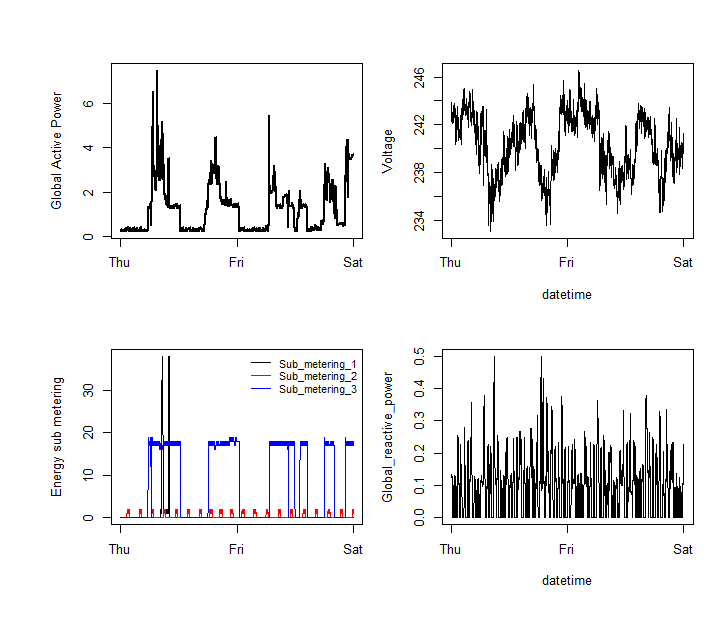 Global Active Power
0
2
4
6
Thu
Fri
Sat
Voltage
234
238
242
246
Thu
Fri
Sat
datetime
Energy sub metering
0
10
20
30
Sub_metering_1
Sub_metering_2
Sub_metering_3
Thu
Fri
Sat
Global_reactive_power
0.0
0.1
0.2
0.3
0.4
0.5
Thu
Fri
Sat
datetime